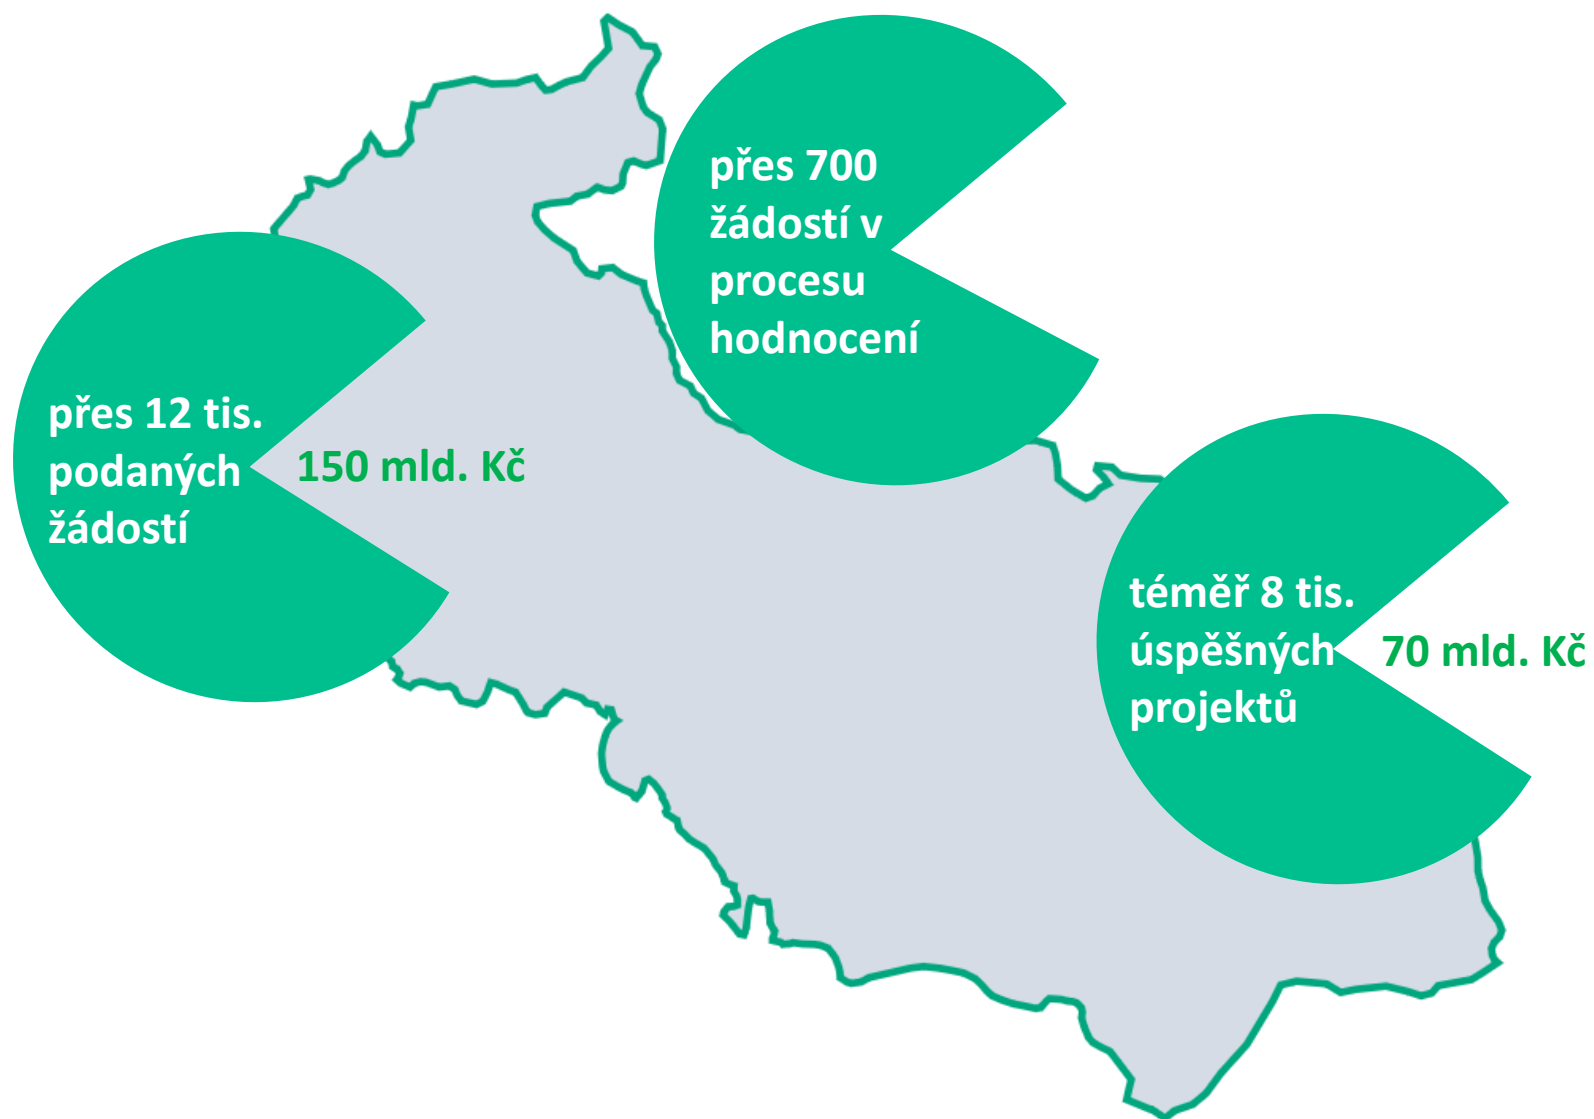 přes 700
žádostí v
procesu
hodnocení
přes 12 tis.
podaných
žádostí
150 mld. Kč
téměř 8 tis.
úspěšných
projektů
70 mld. Kč